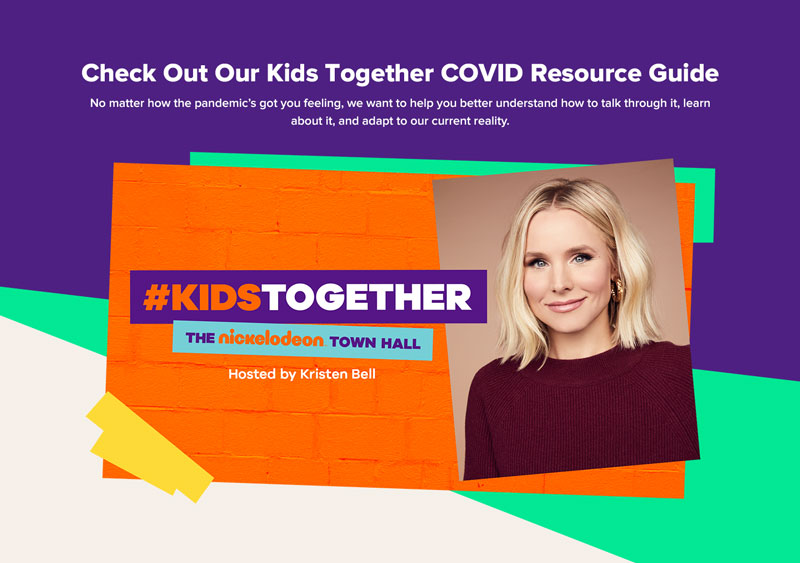 Check Out Our Kids Together COVID Resource Guide
No matter how the pandemic's got you feeling, we want to help you better understand how to talk through it, learn
about it, and adapt to our current reality.
#KIDSTOGETHER
THE nickelodeon TOWN HALL
Hosted by Kristen Bell